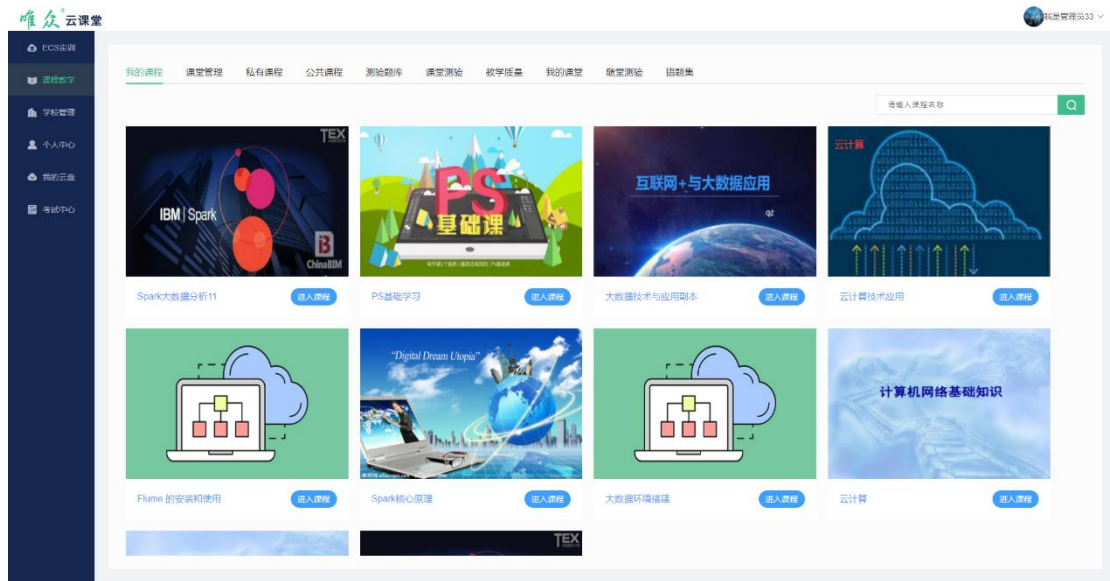 唯众®云课堂
我是管理员33
ECS实训
课程教学
学校管理
个人中心
我的云盘
考试中心
我的课程 课堂管理 私有课程 公共课程 测验题库 课堂测验 教学质量 我的课堂 随堂测验 错题集
请输入课程名称
TEX
IBM | Spark
ChinaBIM
PS
基础课
互联网+与大数据应用
QZ
云计算
Spark大数据分析11 进入课程
PS基础学习 进入课程
大数据技术与应用副本 进入课程
云计算技术应用 进入课程
"Digital Dream Utopia"
计算机网络基础知识
Flume 的安装和使用 进入课程
Spark核心原理 进入课程
大数据环境搭建 进入课程
云计算 进入课程
TEX